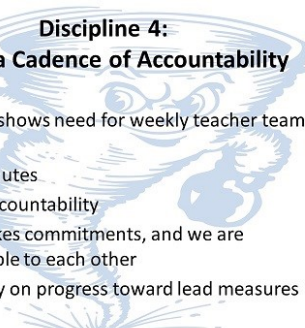 Discipline 4:
a Cadence of Accountability
shows need for weekly teacher team
utes
countability
kes commitments, and we are
ble to each other
y on progress toward lead measures